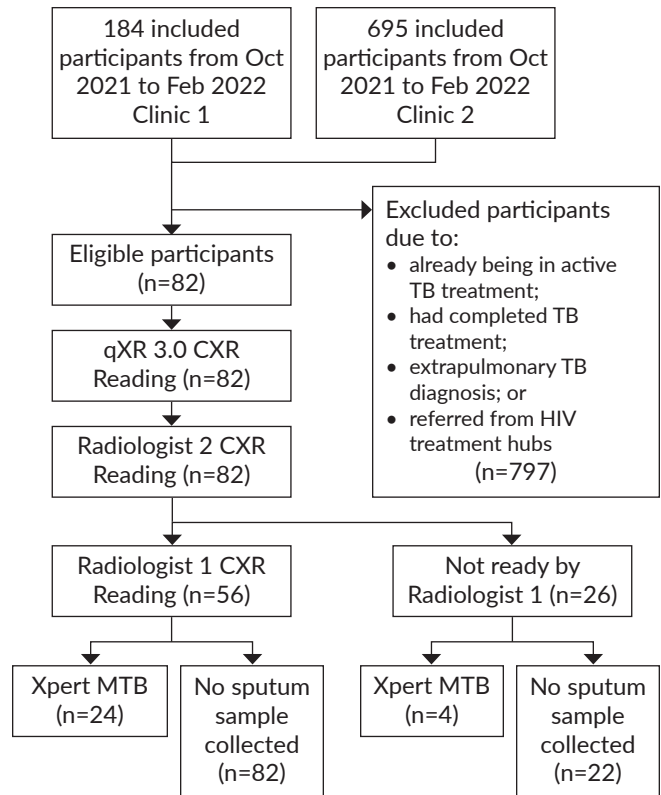 184 included
participants from Oct
2021 to Feb 2022
Clinic 1
695 included
participants from Oct
2021 to Feb 2022
Clinic 2
Excluded participants
due to:
• already being in active
TB treatment;
• had completed TB
treatment;
• extrapulmonary TB
diagnosis; or
• referred from HIV
treatment hubs
(n=797)
Eligible participants
(n=82)
qXR 3.0 CXR
Reading (n=82)
Radiologist 2 CXR
Reading (n=82)
Radiologist 1 CXR
Reading (n=56)
Not ready by
Radiologist 1 (n=26)
Xpert MTB
(n=24)
No sputum
sample
collected
(n=82)
Xpert MTB
(n=4)
No sputum
sample
collected
(n=22)